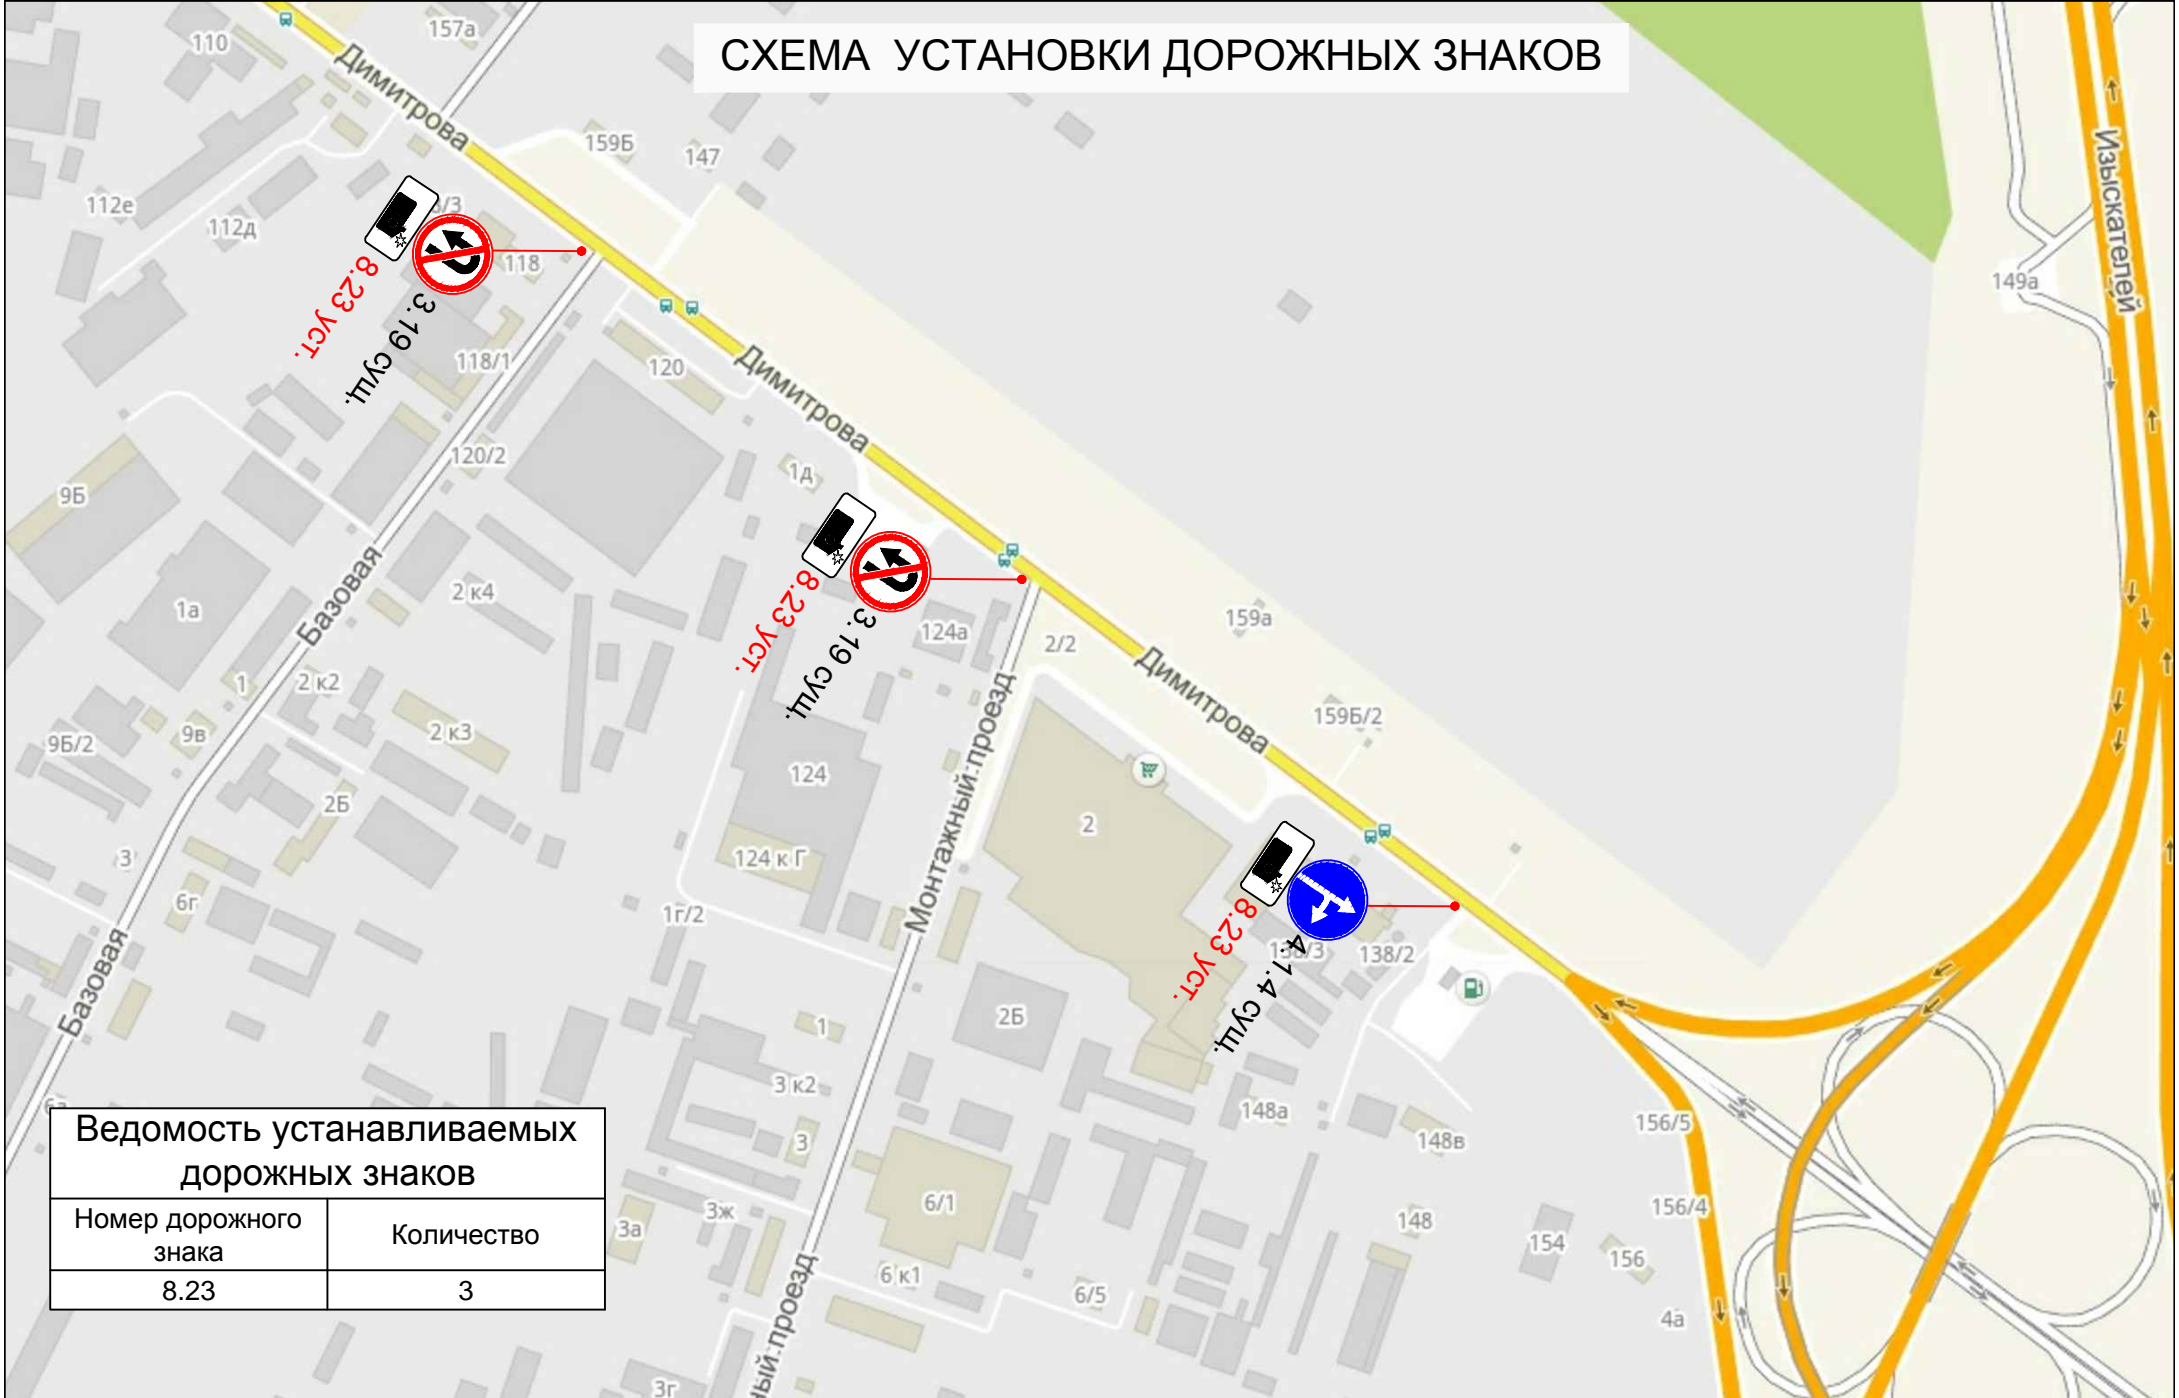 СХЕМА УСТАНОВКИ ДОРОЖНЫХ ЗНАКОВ
110
157а
Димитрова
159Б
147
112е
112д
118
8.23 уст.
3.19 сущ.
118/1
120
Димитрова
120/2
1д
9Б
Базовая
1а
2 к4
8.23 уст.
3.19 сущ.
124а
2/2
159а
Димитрова
159Б/2
1
2 к2
2 к3
9в
9Б/2
2Б
124
124 к Г
Монтажный проезд
2
3
6г
1г/2
8.23 уст.
4.1.4 сущ.
138/2
Базовая
2Б
1
3 к2
3
148а
148в
148
156/5
156/4
154
156
4а
6/1
3ж
3а
6 к1
6/5
3г
ный проезд
149а
Изыскателей
Ведомость устанавливаемых
дорожных знаков
Номер дорожного
знака
Количество
8.23
3